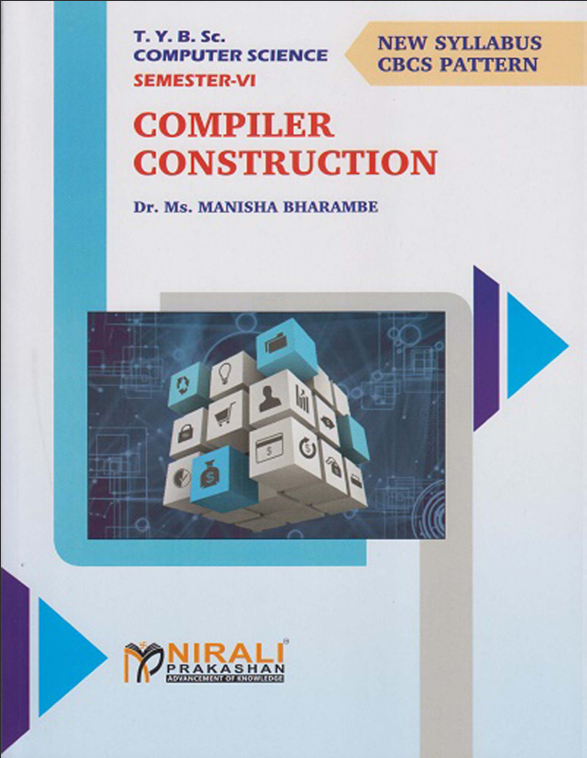 T. Y. B. Sc.
COMPUTER SCIENCE
SEMESTER-VI
NEW SYLLABUS
CBCS PATTERN
COMPILER
CONSTRUCTION
Dr. Ms. MANISHA BHARAMBE
$
$
NIRALI®
PRAKASHAN
ADVANCEMENT OF KNOWLEDGE